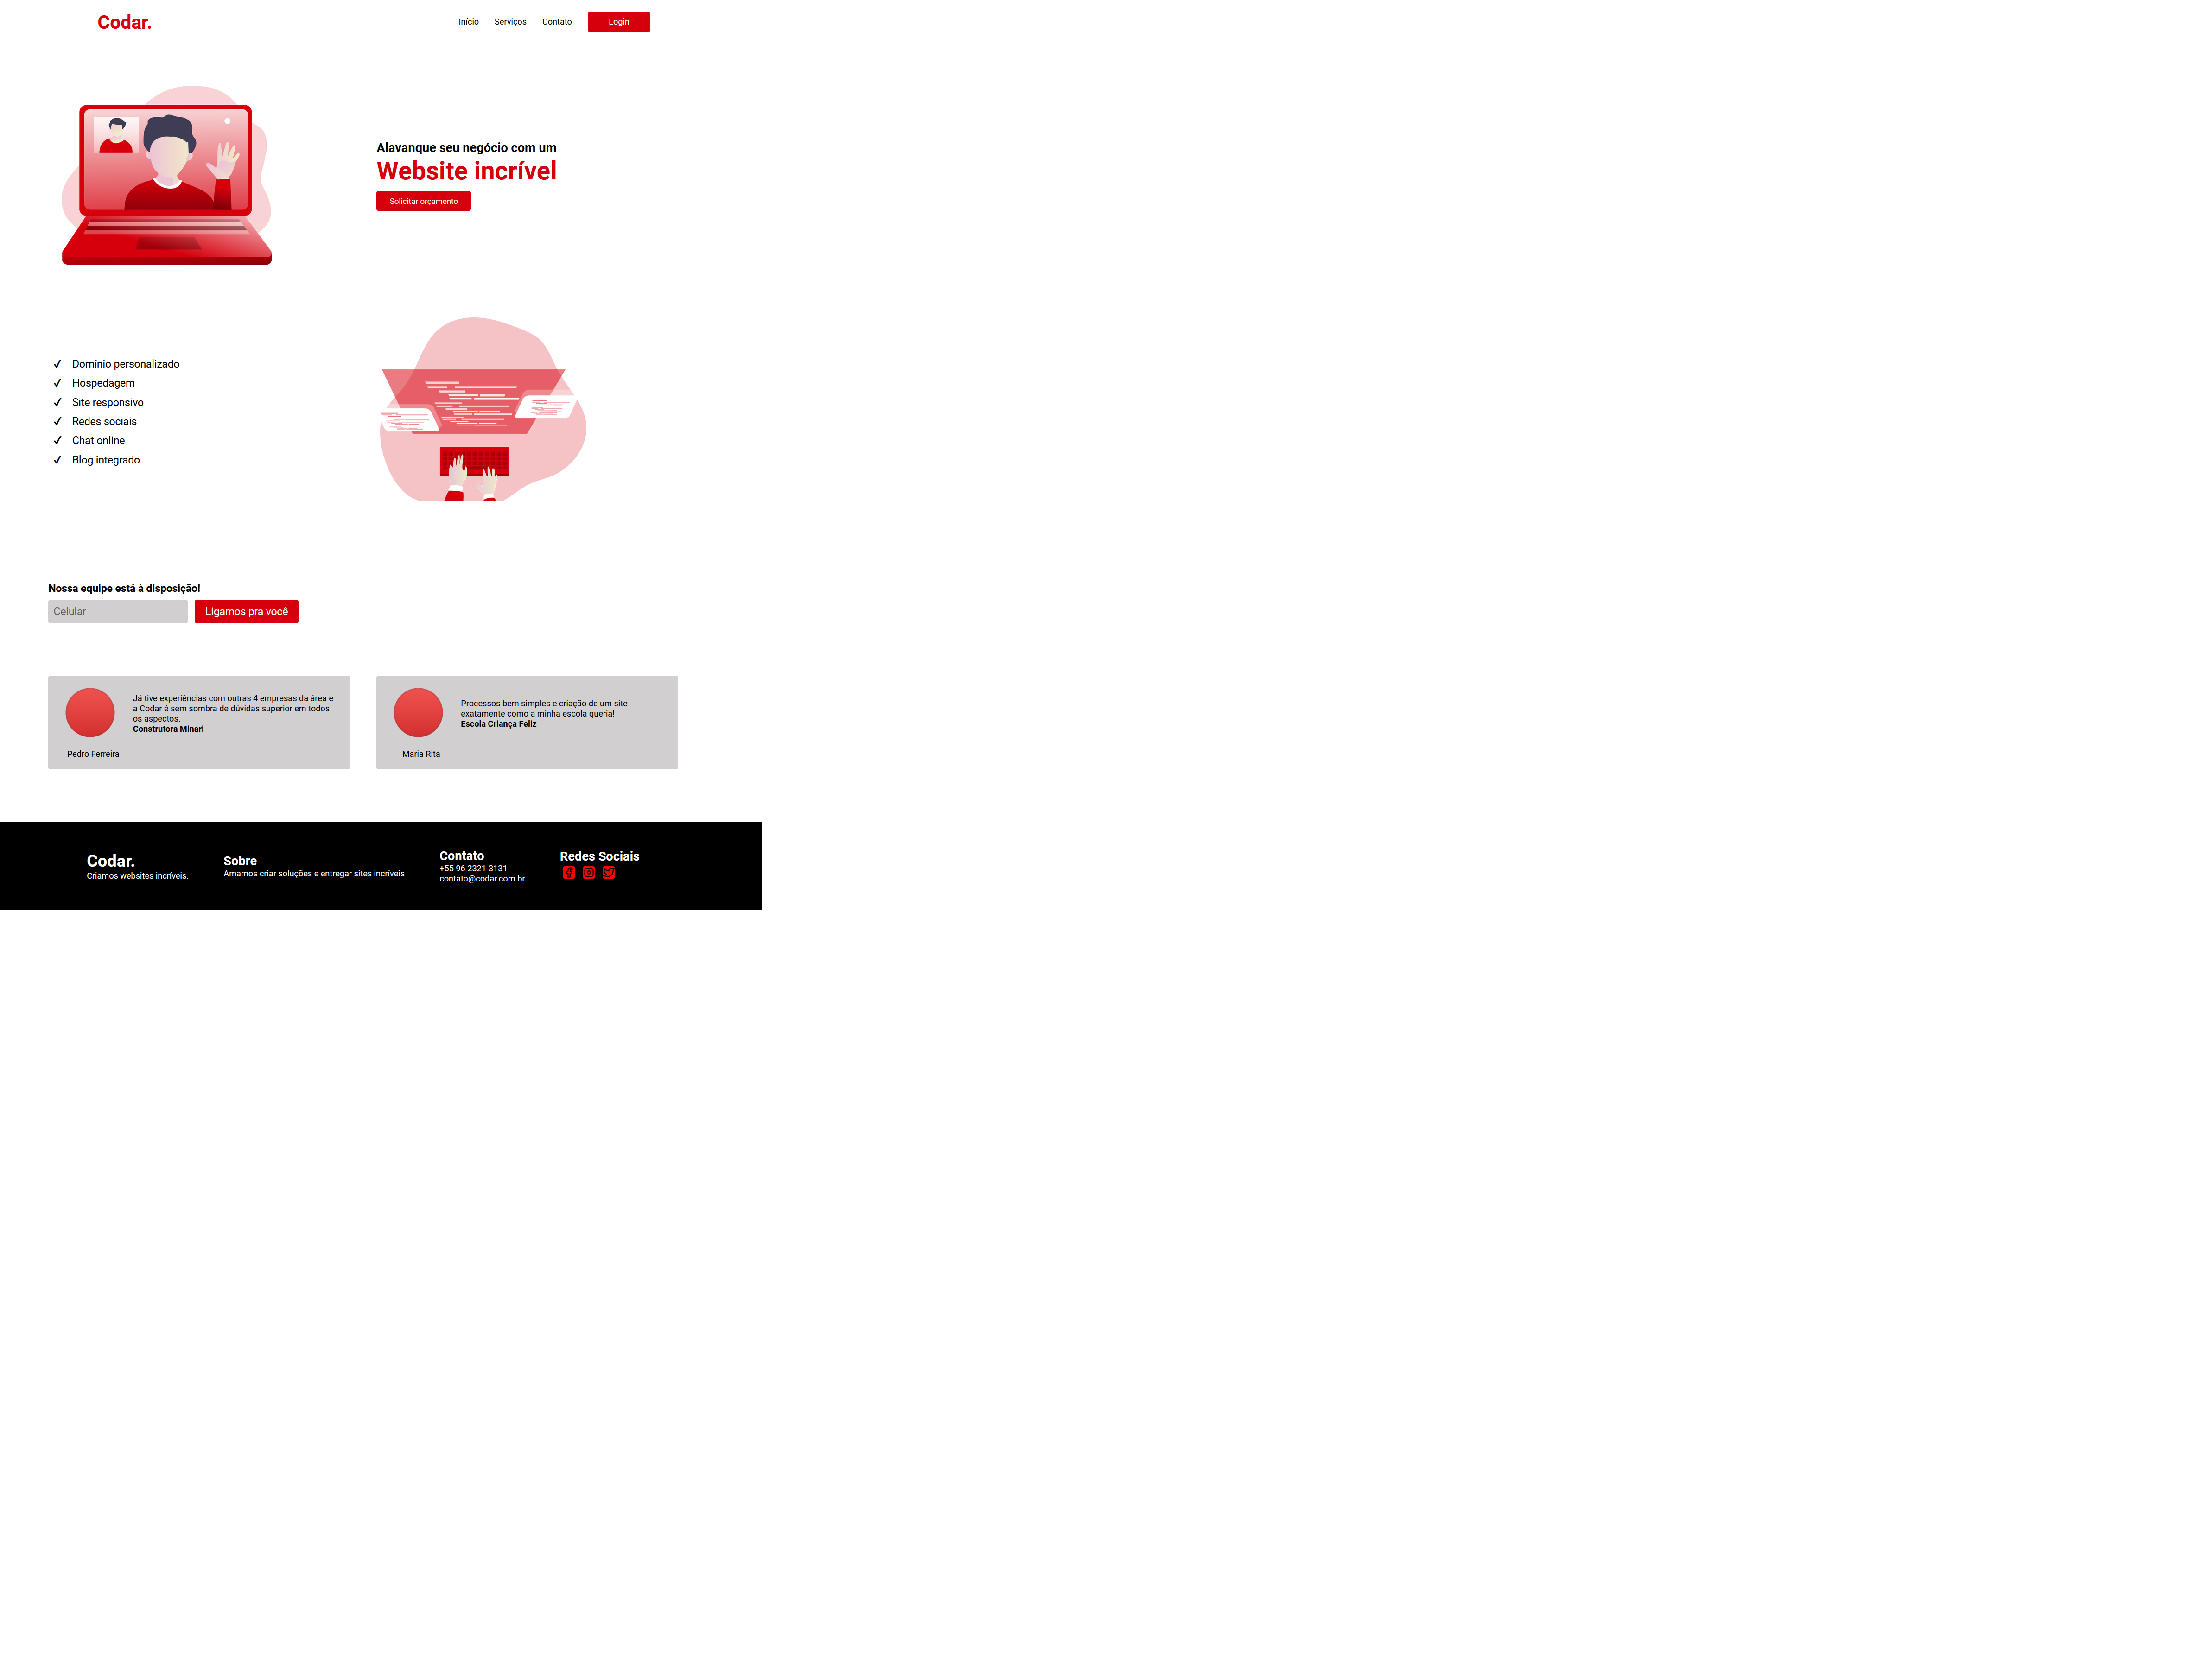 Codar.
Início
Serviços
Contato
Login
Alavanque seu negócio com um
Website incrível
Solicitar orçamento
Domínio personalizado
Hospedagem
Site responsivo
Redes sociais
Chat online
Blog integrado
Nossa equipe está à disposição!
Celular
Ligamos pra você
Já tive experiências com outras 4 empresas da área e
a Codar é sem sombra de dúvidas superior em todos
os aspectos.
Construtora Minari
Pedro Ferreira
Processos bem simples e criação de um site
exatamente como a minha escola queria!
Escola Criança Feliz
Maria Rita
Codar.
Criamos websites incríveis.
Sobre
Amamos criar soluções e entregar sites incríveis
Contato
+55 96 2321-3131
contato@codar.com.br
Redes Sociais